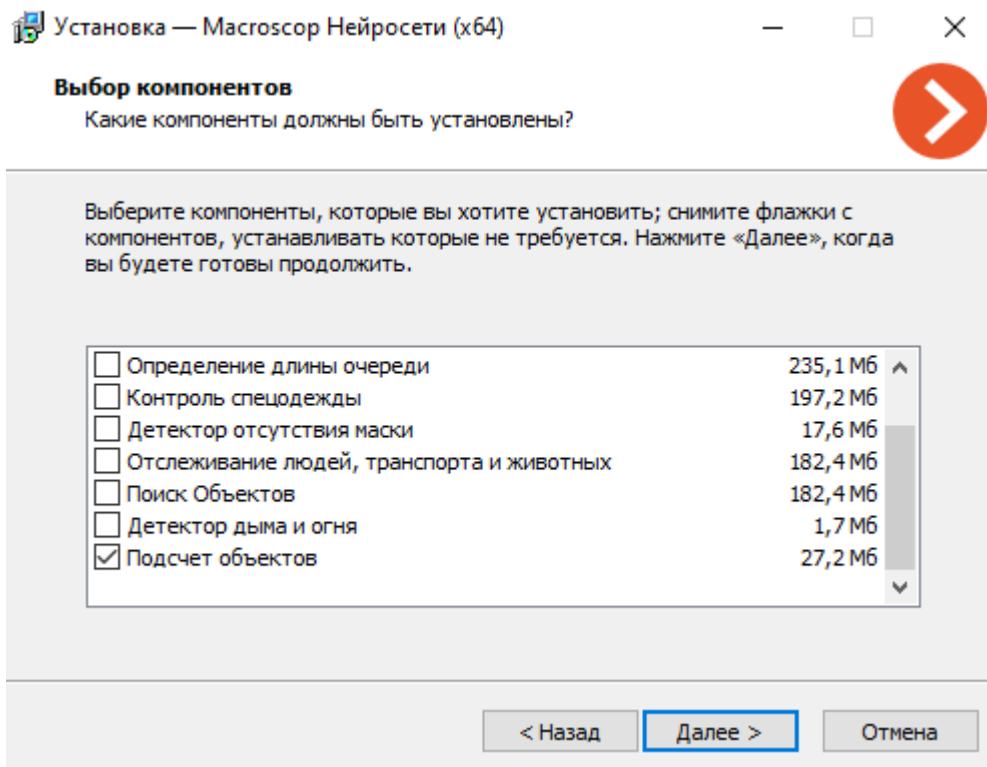 Установка — Macroscop Нейросети (x64)
Выбор компонентов
Какие компоненты должны быть установлены?
Выберите компоненты, которые вы хотите установить; снимите флажки с
компонентов, устанавливать которые не требуется. Нажмите «Далее», когда
вы будете готовы продолжить.
Определение длины очереди 235,1 Мб
Контроль спецодежды 197,2 Мб
Детектор отсутствия маски 17,6 Мб
Отслеживание людей, транспорта и животных 182,4 Мб
Поиск Объектов 182,4 Мб
Детектор дыма и огня 1,7 Мб
Подсчет объектов 27,2 Мб
< Назад Далее > Отмена